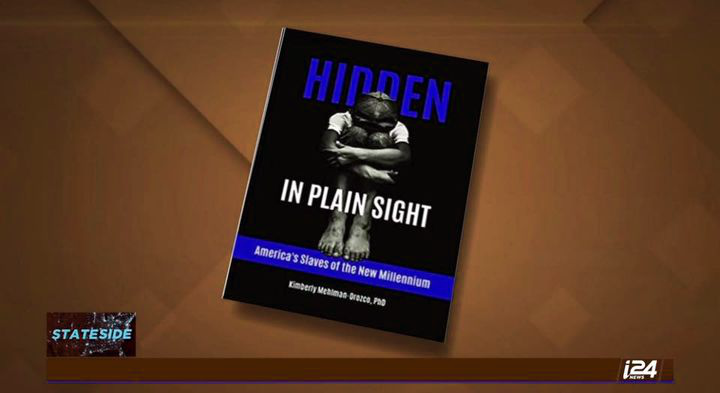 HIDDEN
IN PLAIN SIGHT
America's Slaves of the New Millennium
Kimberly Mehlman-Orozco, PhD
STATESIDE
i24
NEWS